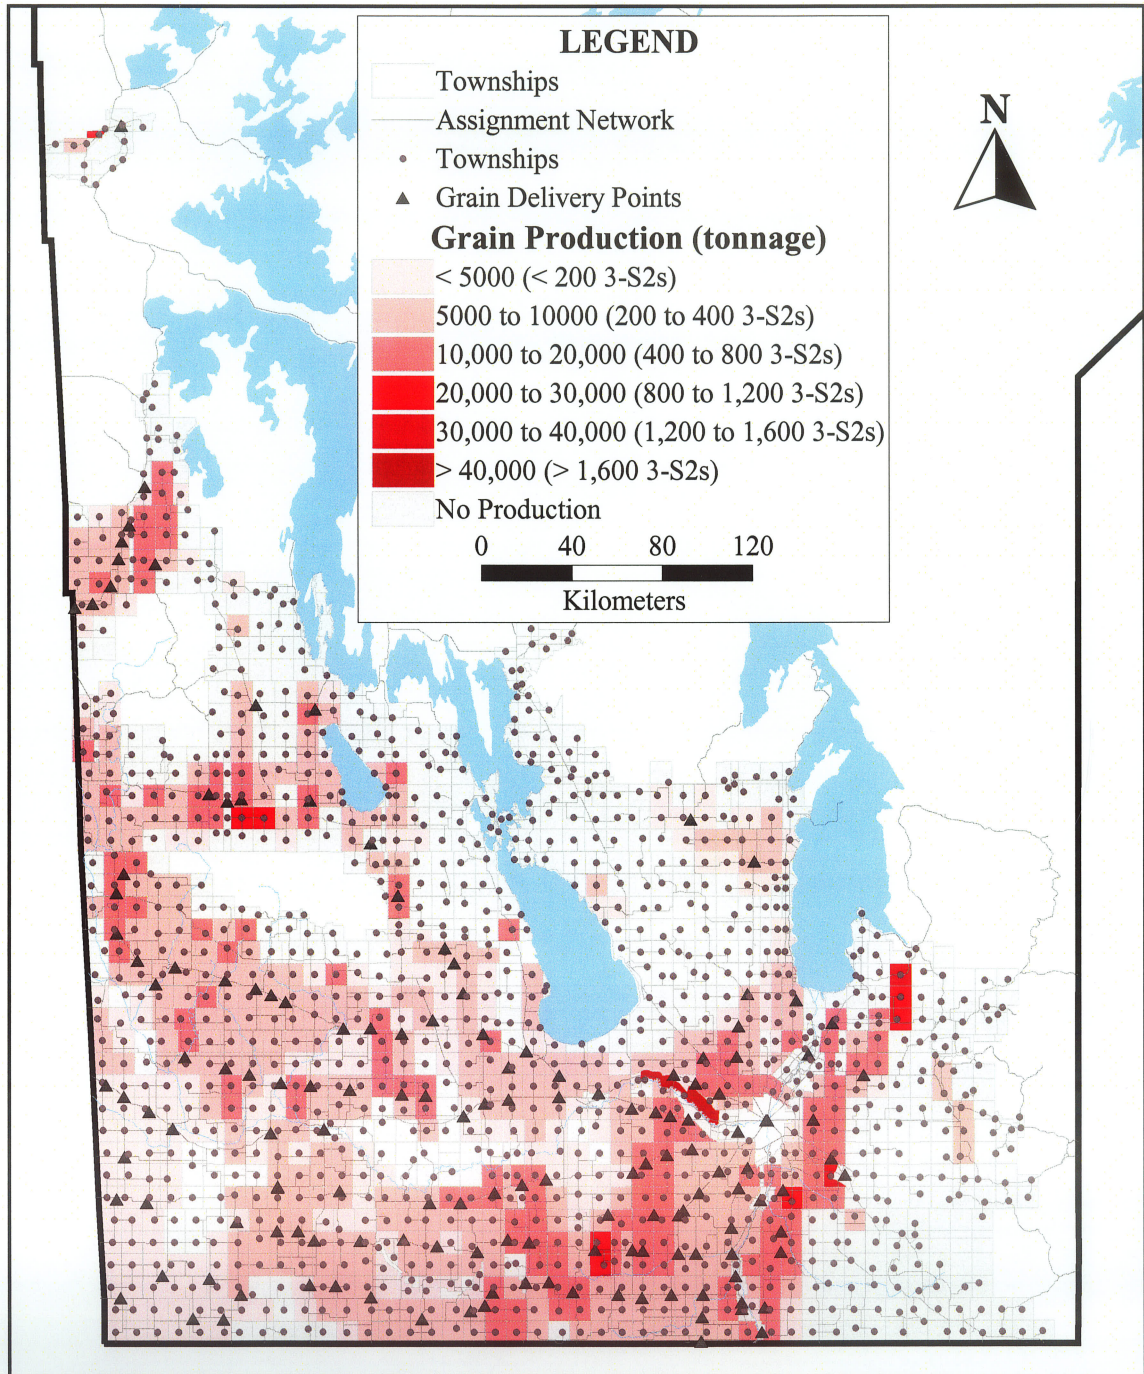 LEGEND
Townships
Assignment Network
Townships
Grain Delivery Points
N
Grain Production (tonnage)
< 5000 (< 200 3-S2s)
5000 to 10000 (200 to 400 3-S2s)
10,000 to 20,000 (400 to 800 3-S2s)
20,000 to 30,000 (800 to 1,200 3-S2s)
30,000 to 40,000 (1,200 to 1,600 3-S2s)
> 40,000 (> 1,600 3-S2s)
No Production
0 40 80 120
Kilometers